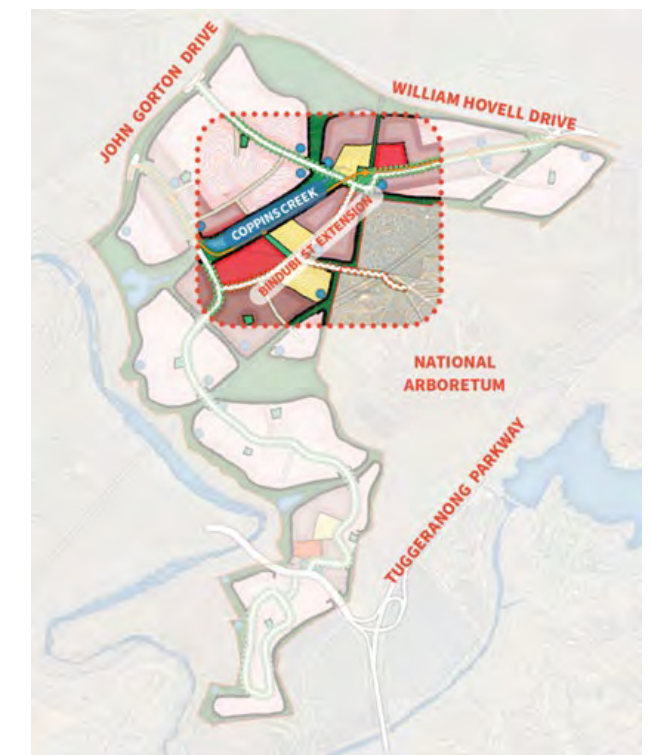 JOHN GORTON DRIVE
WILLIAM HOVELL DRIVE
COPPINS CREEK
BINDUBI ST EXTENSION
NATIONAL
ARBORETUM
TUGGERANONG PARKWAY